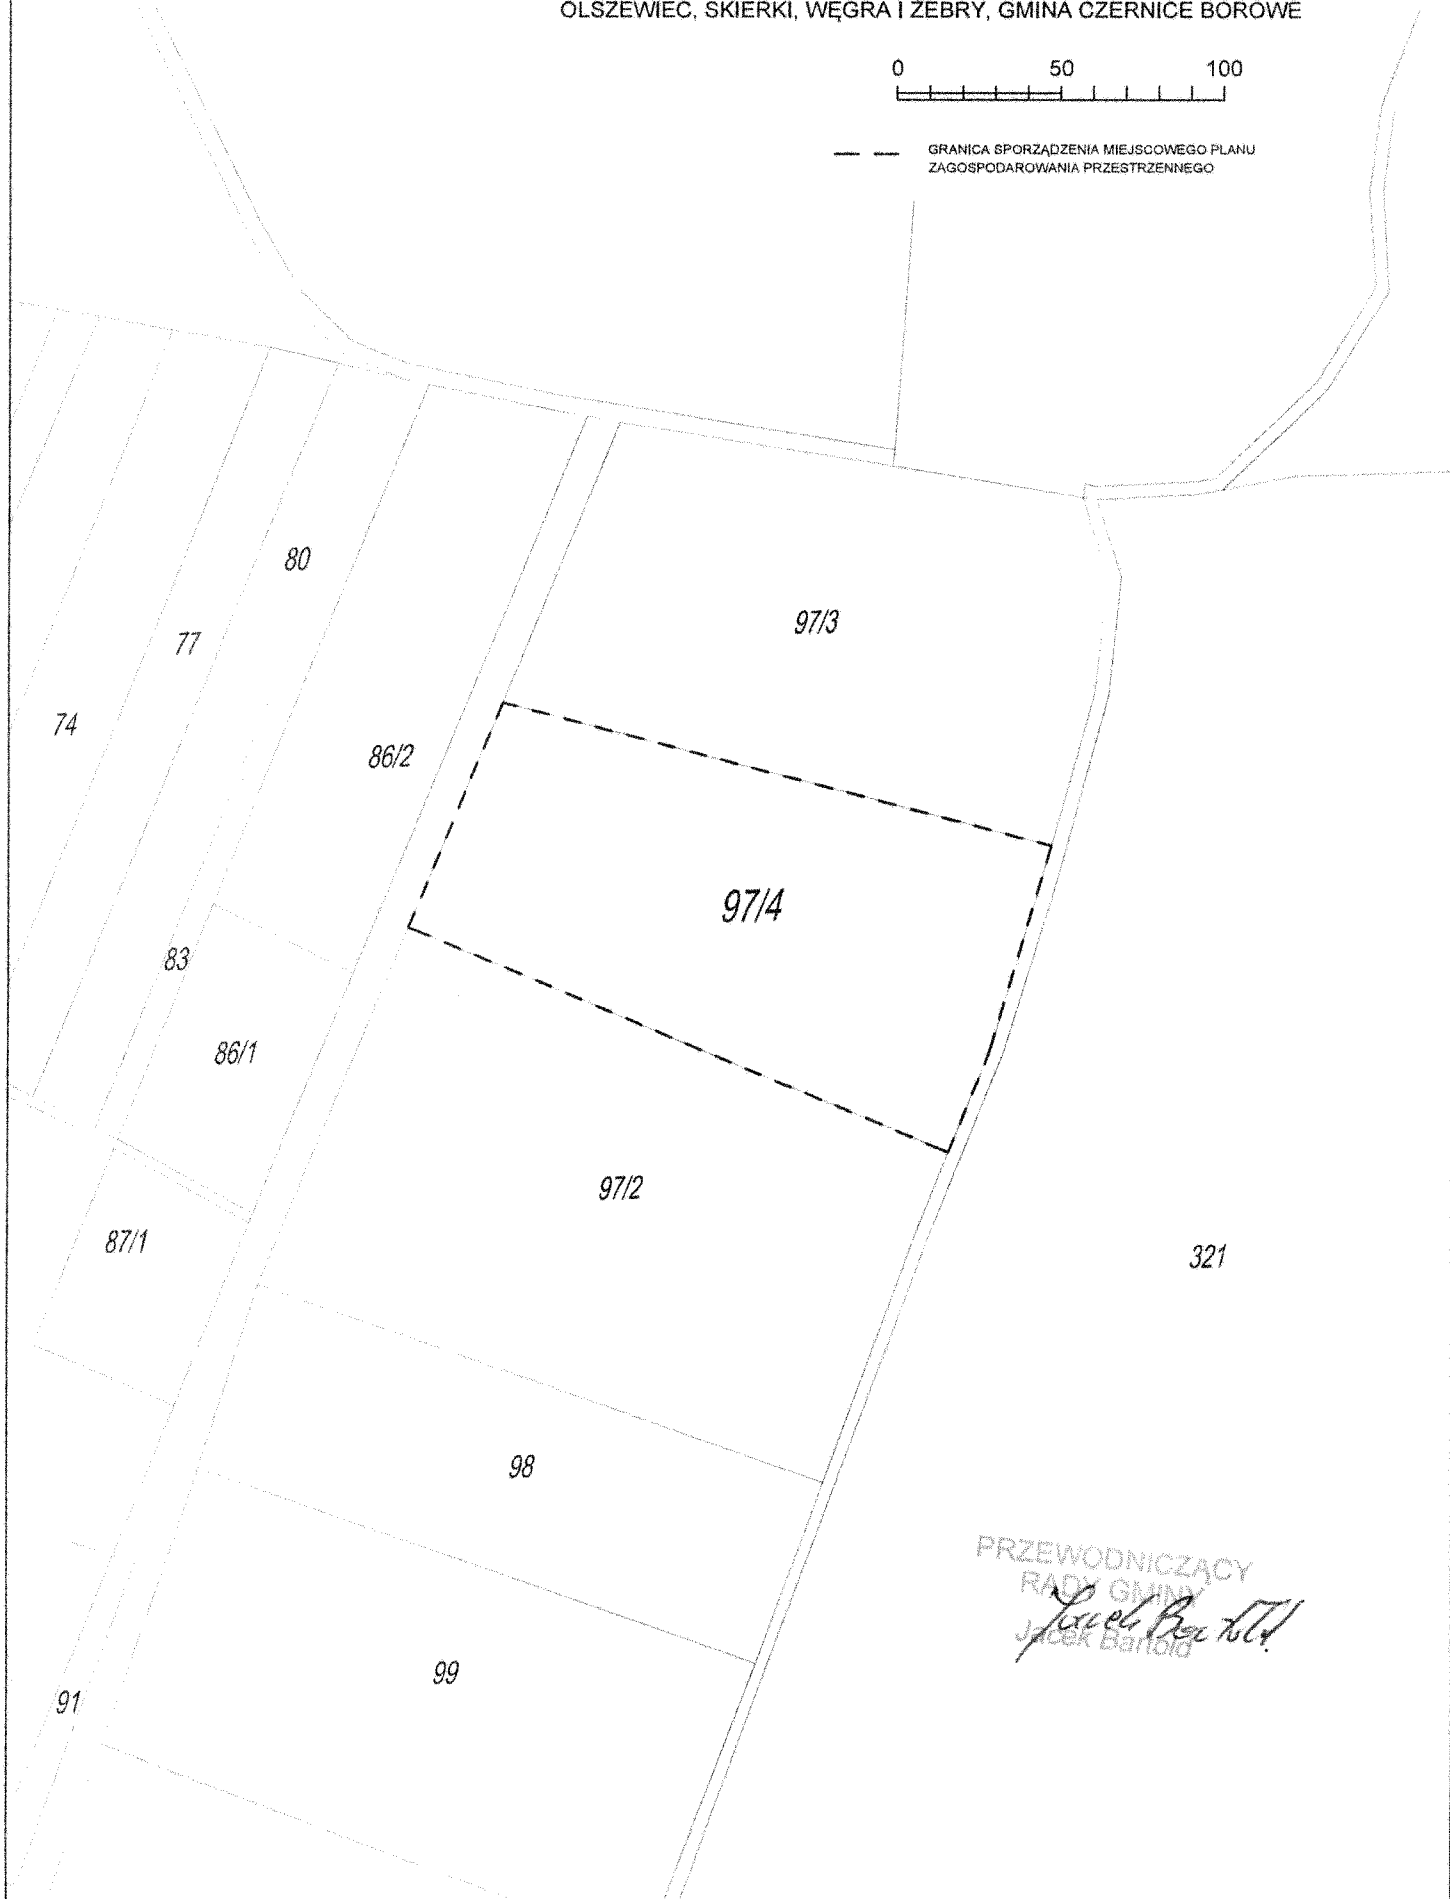 OLSZEWIEC, SKIERKI, WĘGRA I ŻEBRY, GMINA CZERNICE BOROWE
0 50 100
GRANICA SPORZĄDZENIA MIEJSCOWEGO PLANU
ZAGOSPODAROWANIA PRZESTRZENNEGO
80
97/3
77
74
86/2
97/4
83
86/1
97/2
87/1
321
98
99
91
PRZEWODNICZĄCY
RADY GMINY
Jacek Bartold